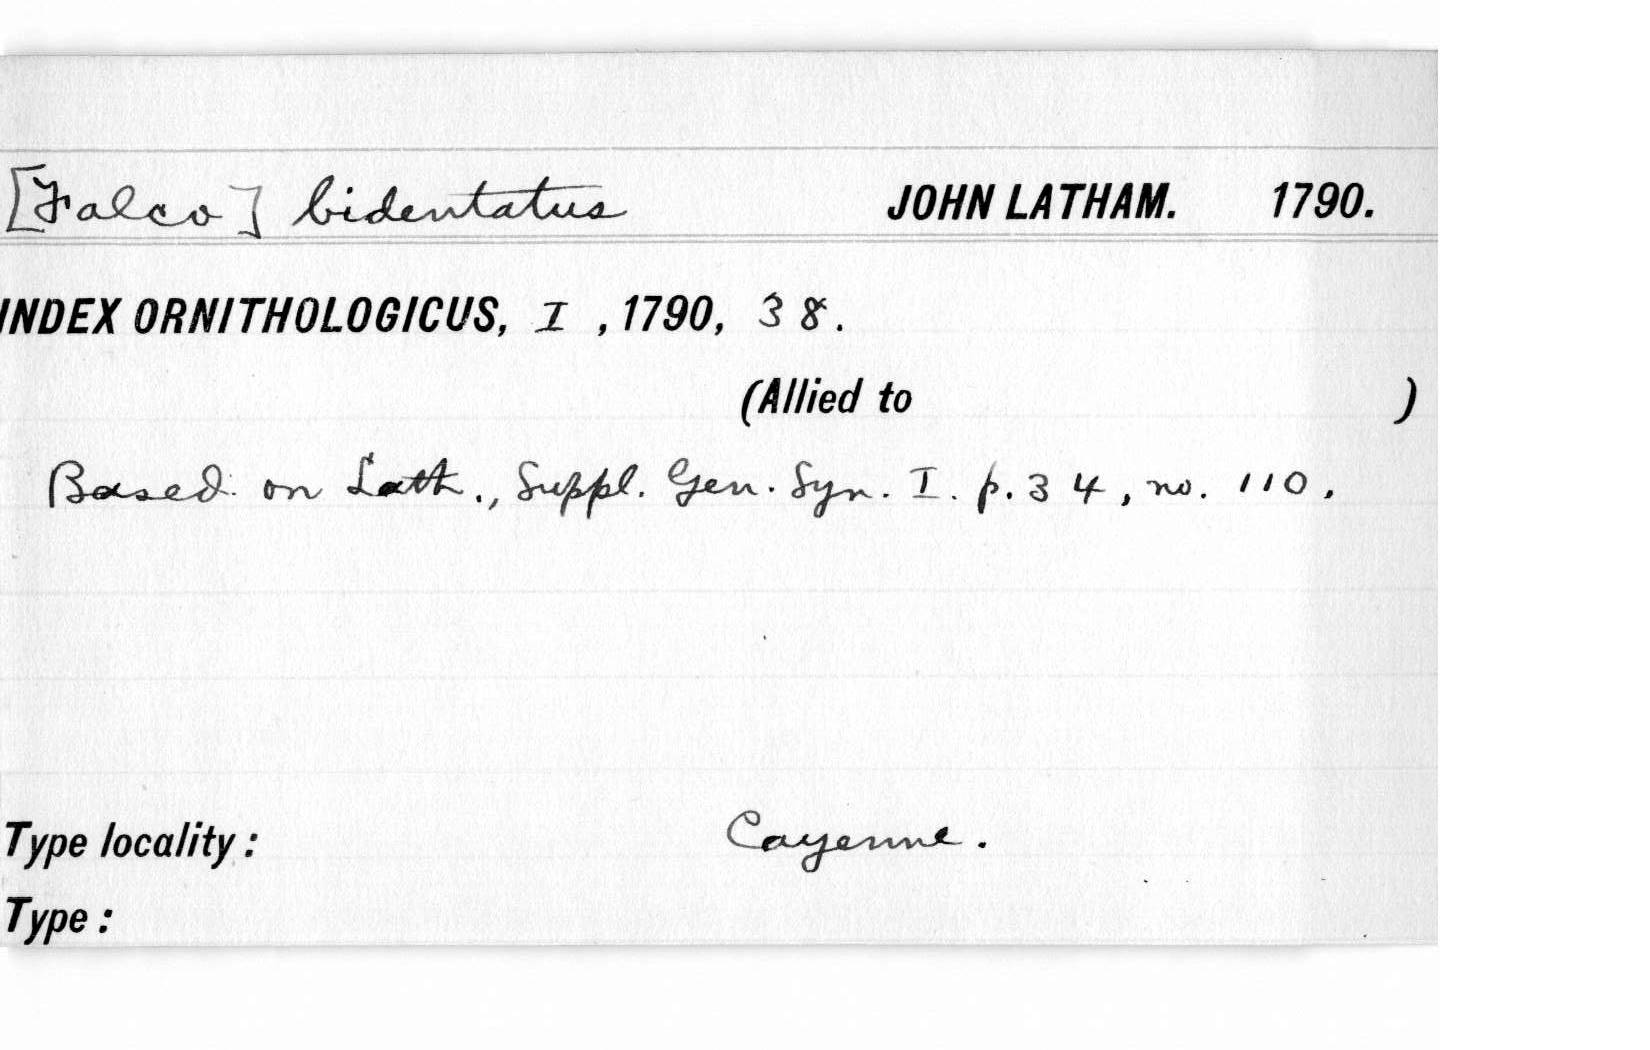 [Falco] bidentatus JOHN LATHAM. 1790.
INDEX ORNITHOLOGICUS, I , 1790, 38.
(Allied to )
Based on Lath., Suppl. Gen. Syn. I. p. 34, no. 110.
Type locality: Cayenne.
Type: